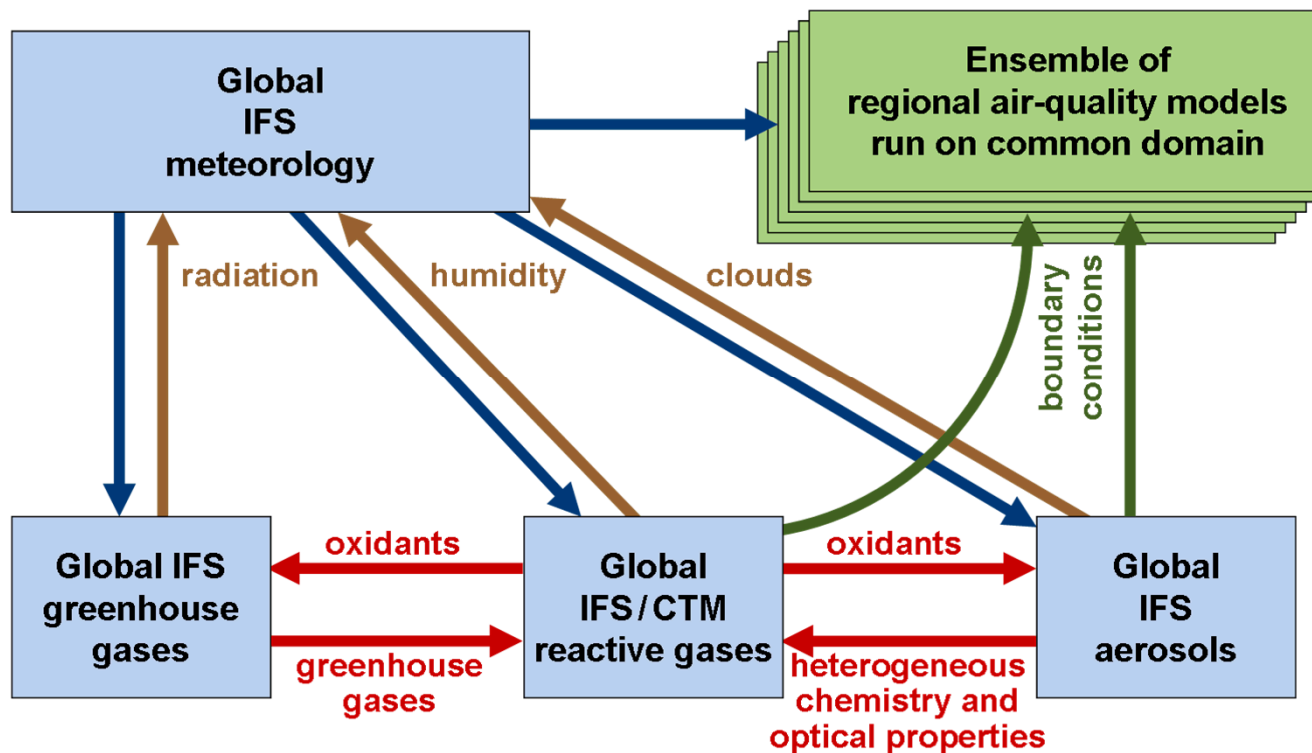 Global
IFS
meteorology
Ensemble of
regional air-quality models
run on common domain
radiation
humidity
clouds
boundary
conditions
Global IFS
greenhouse
gases
oxidants
greenhouse
gases
Global
IFS/CTM
reactive gases
oxidants
heterogeneous
chemistry and
optical properties
Global
IFS
aerosols